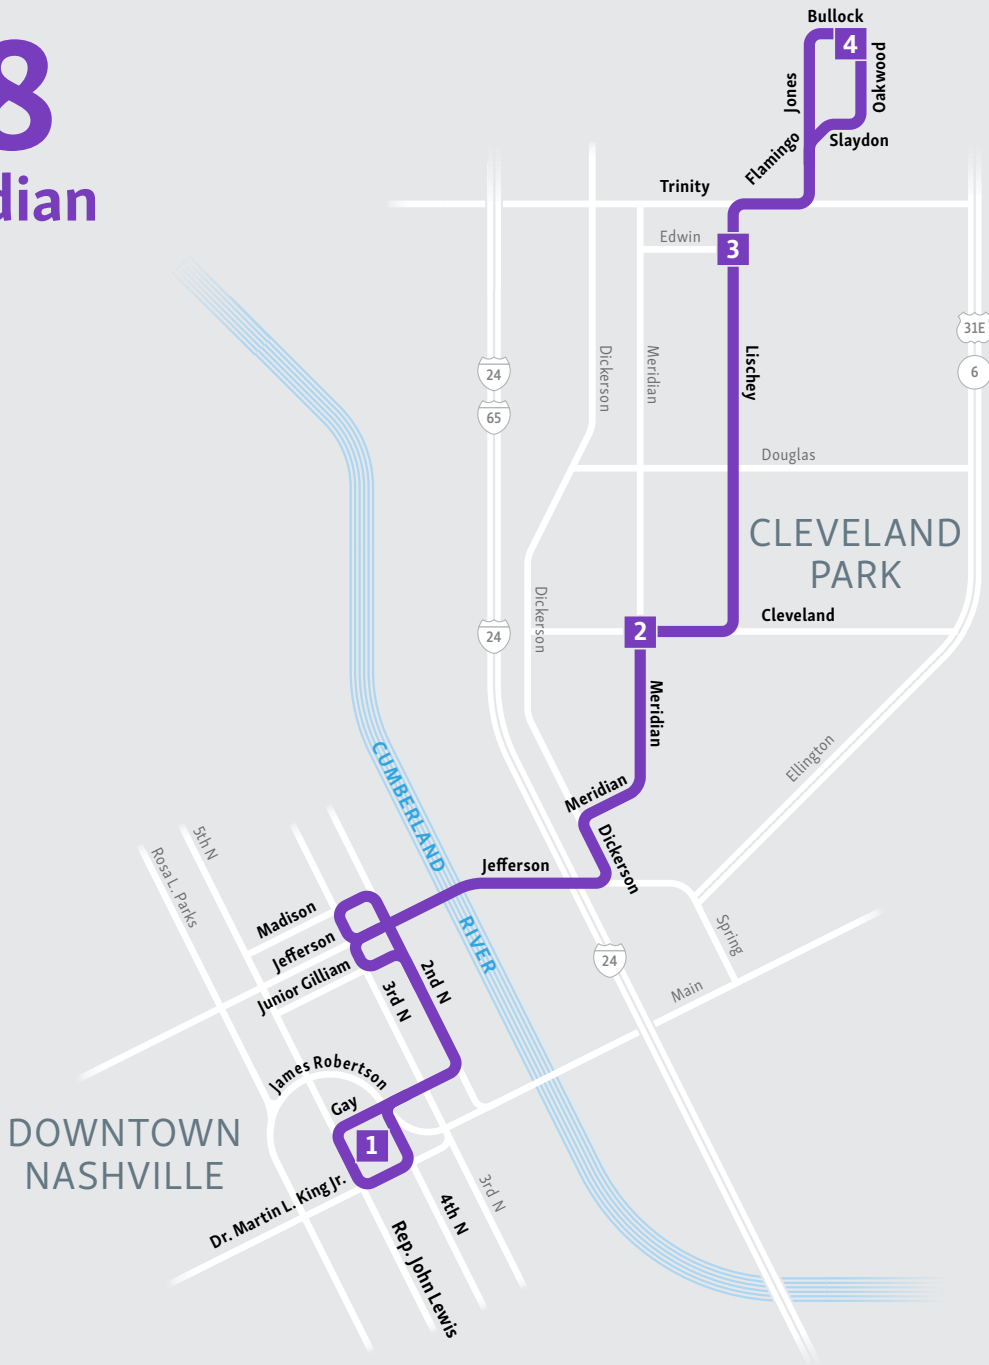 8
dian
Bullock
4
Jones
Oakwood
Flamingo
Slaydon
Trinity
Edwin
3
31E
6
24
65
Dickerson
Meridian
Lischey
Douglas
CLEVELAND
PARK
Dickerson
24
2
Cleveland
Meridian
CUMBERLAND
RIVER
Ellington
Meridian
Dickerson
Jefferson
5th N
Rosa L. Parks
Madison
Jefferson
Junior Gilliam
2nd N
3rd N
Spring
24
Main
James Robertson
Gay
DOWNTOWN
NASHVILLE
1
Dr. Martin L. King Jr.
3rd N
4th N
Rep. John Lewis